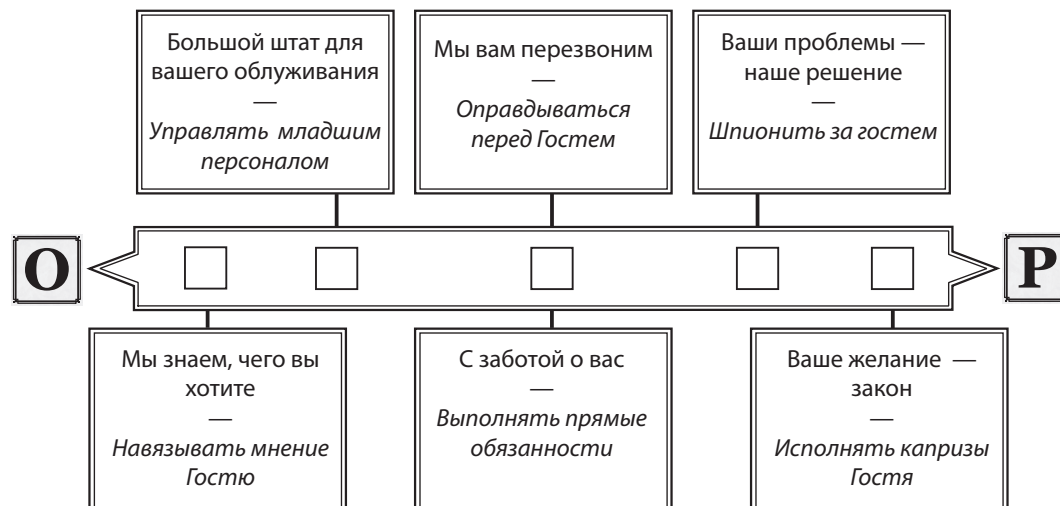 Большой штат для
вашего облуживания
—
Управлять младшим
персоналом
Мы вам перезвоним
—
Оправдываться
перед Гостем
Ваши проблемы —
наше решение
—
Шпионить за гостем
О
Р
Мы знаем, чего вы
хотите
—
Навязывать мнение
Гостю
С заботой о вас
—
Выполнять прямые
обязанности
Ваше желание —
закон
—
Исполнять капризы
Гостя